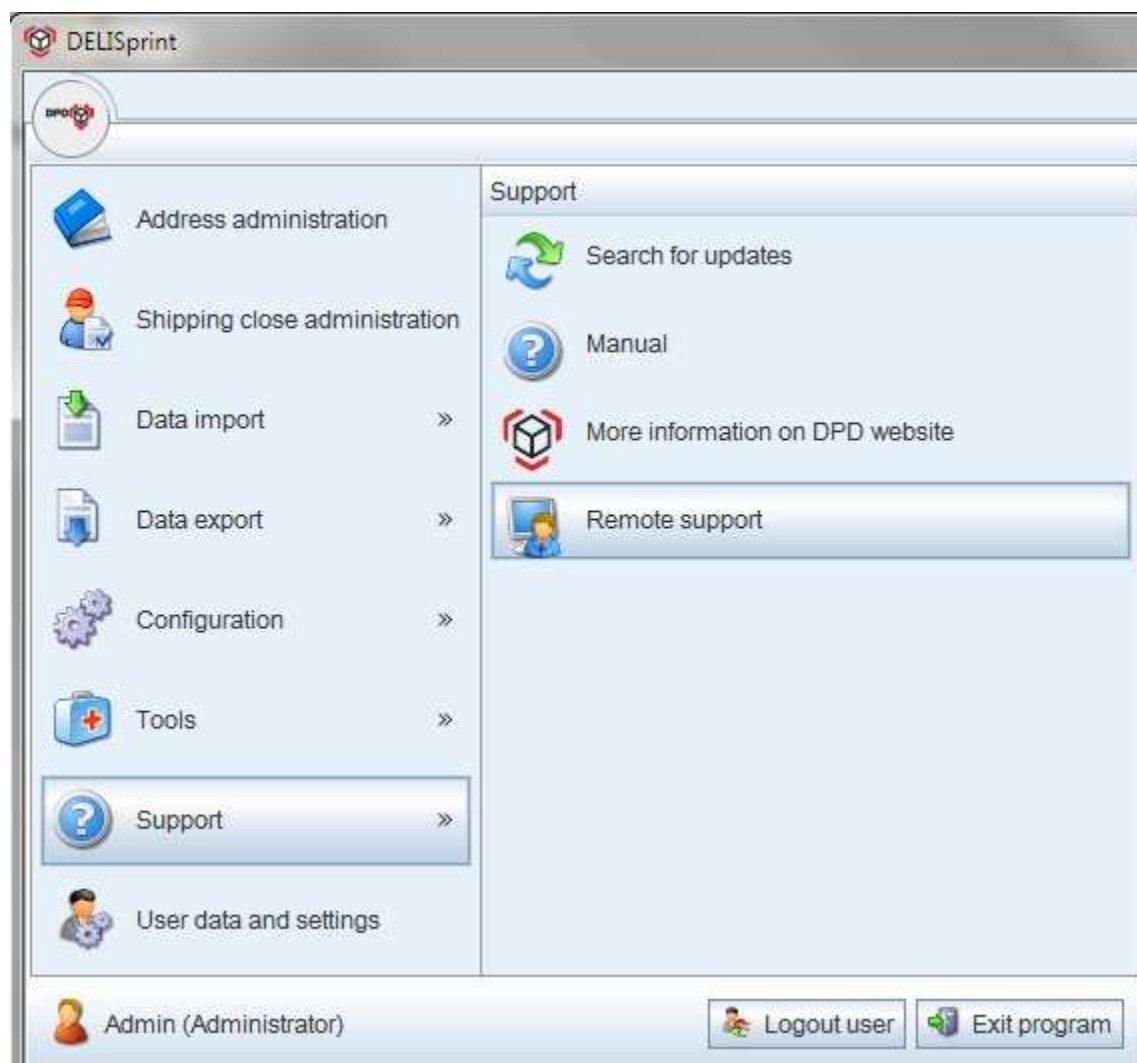 DELISprint
DPD
Address administration
Shipping close administration
Data import »
Data export »
Configuration »
Tools »
Support »
User data and settings
Support
Search for updates
Manual
More information on DPD website
Remote support
Admin (Administrator)
Logout user
Exit program